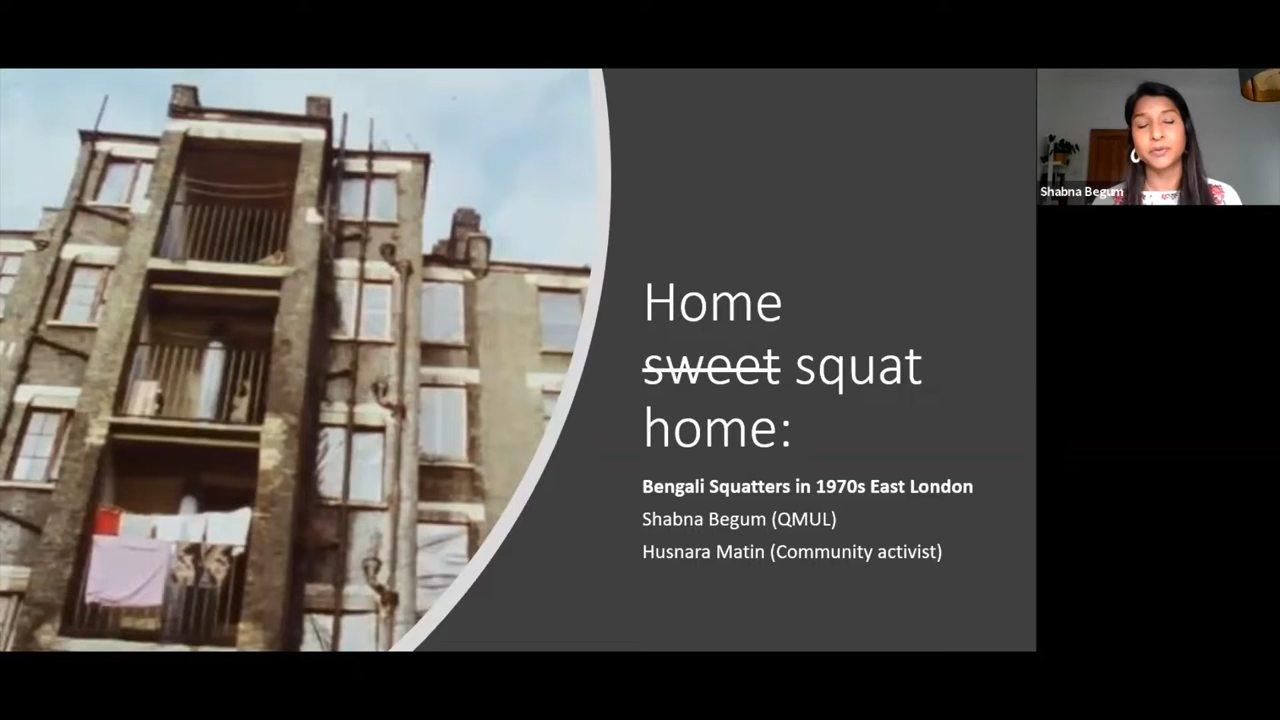 Home
sweet squat
home:
Bengali Squatters in 1970s East London
Shabna Begum (QMUL)
Husnara Matin (Community activist)
Shabna Begum